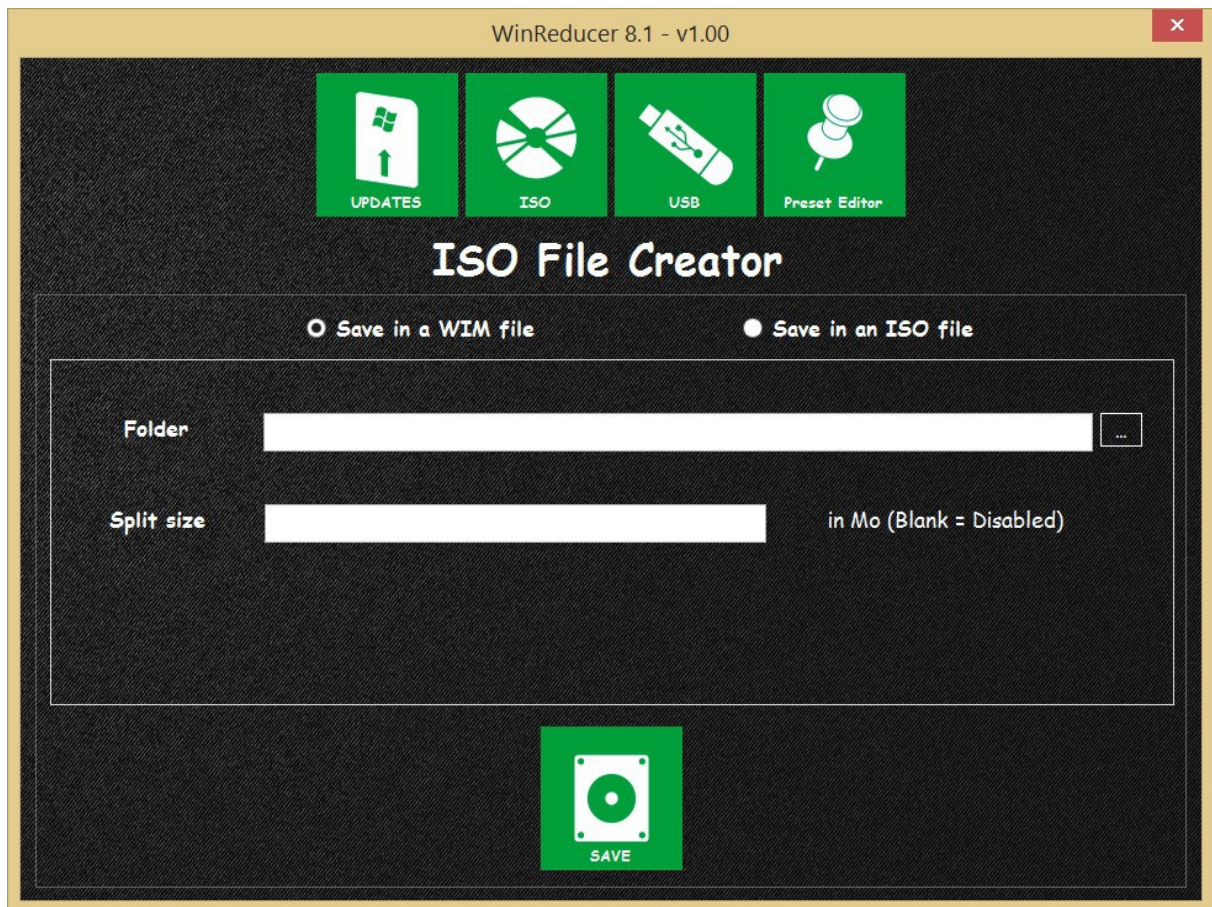 WinReducer 8.1 - v1.00
x
UPDATES
ISO
USB
Preset Editor
ISO File Creator
Save in a WIM file
Save in an ISO file
Folder
...
Split size
in Mo (Blank = Disabled)
SAVE